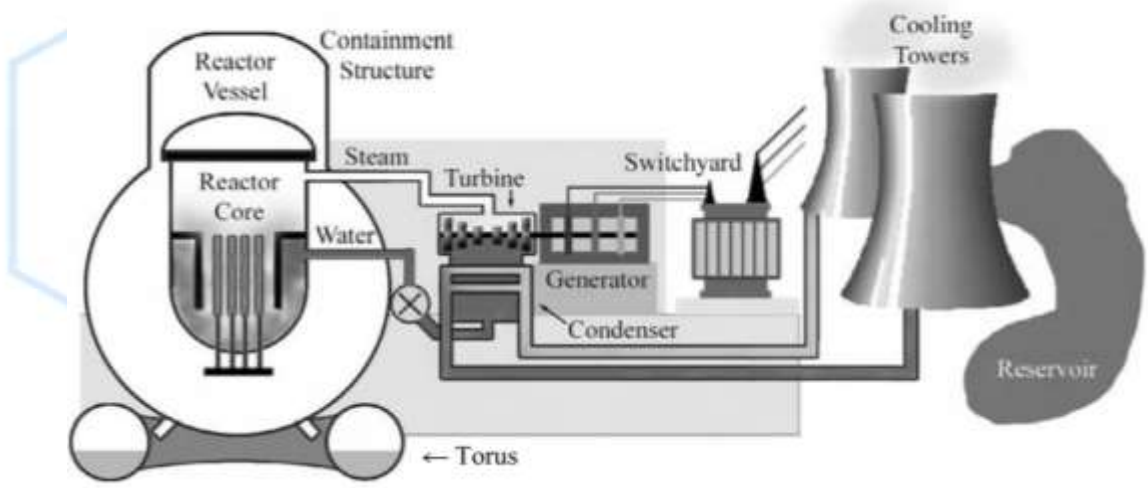 Containment
Structure
Reactor
Vessel
Cooling
Towers
Steam
Turbine
Switchyard
Reactor
Core
Water
Generator
Condenser
Reservoir
← Torus